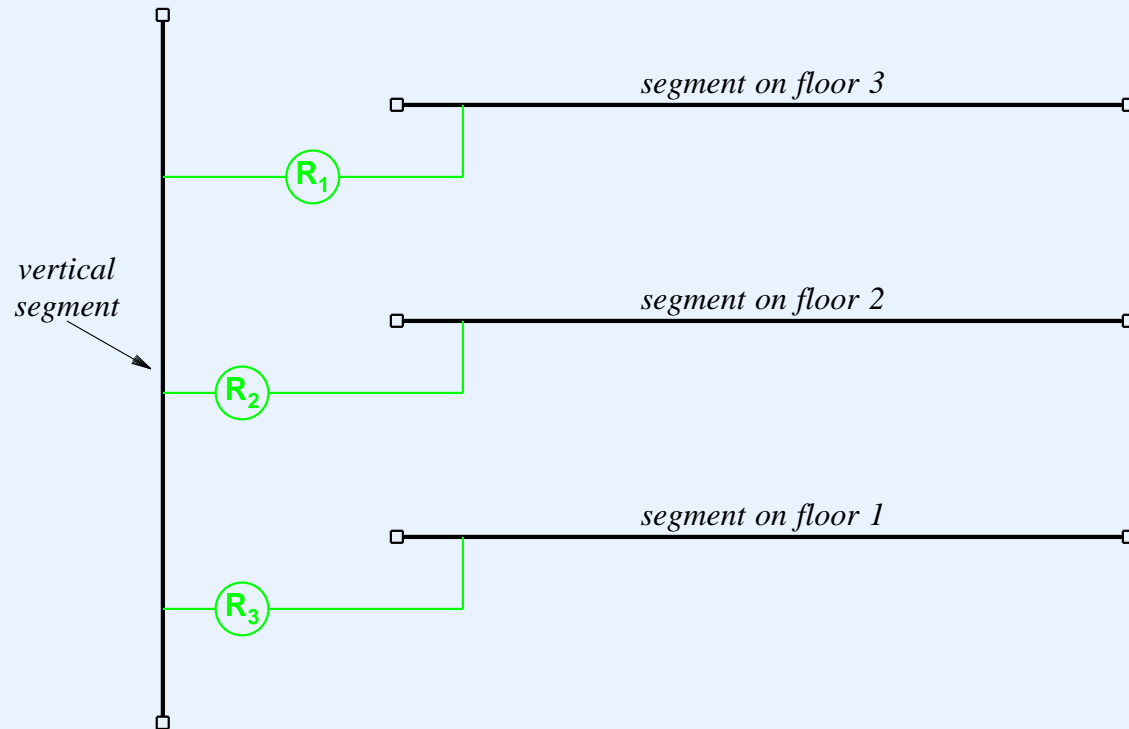 segment on floor 3
R1
vertical
segment
segment on floor 2
R2
segment on floor 1
R3